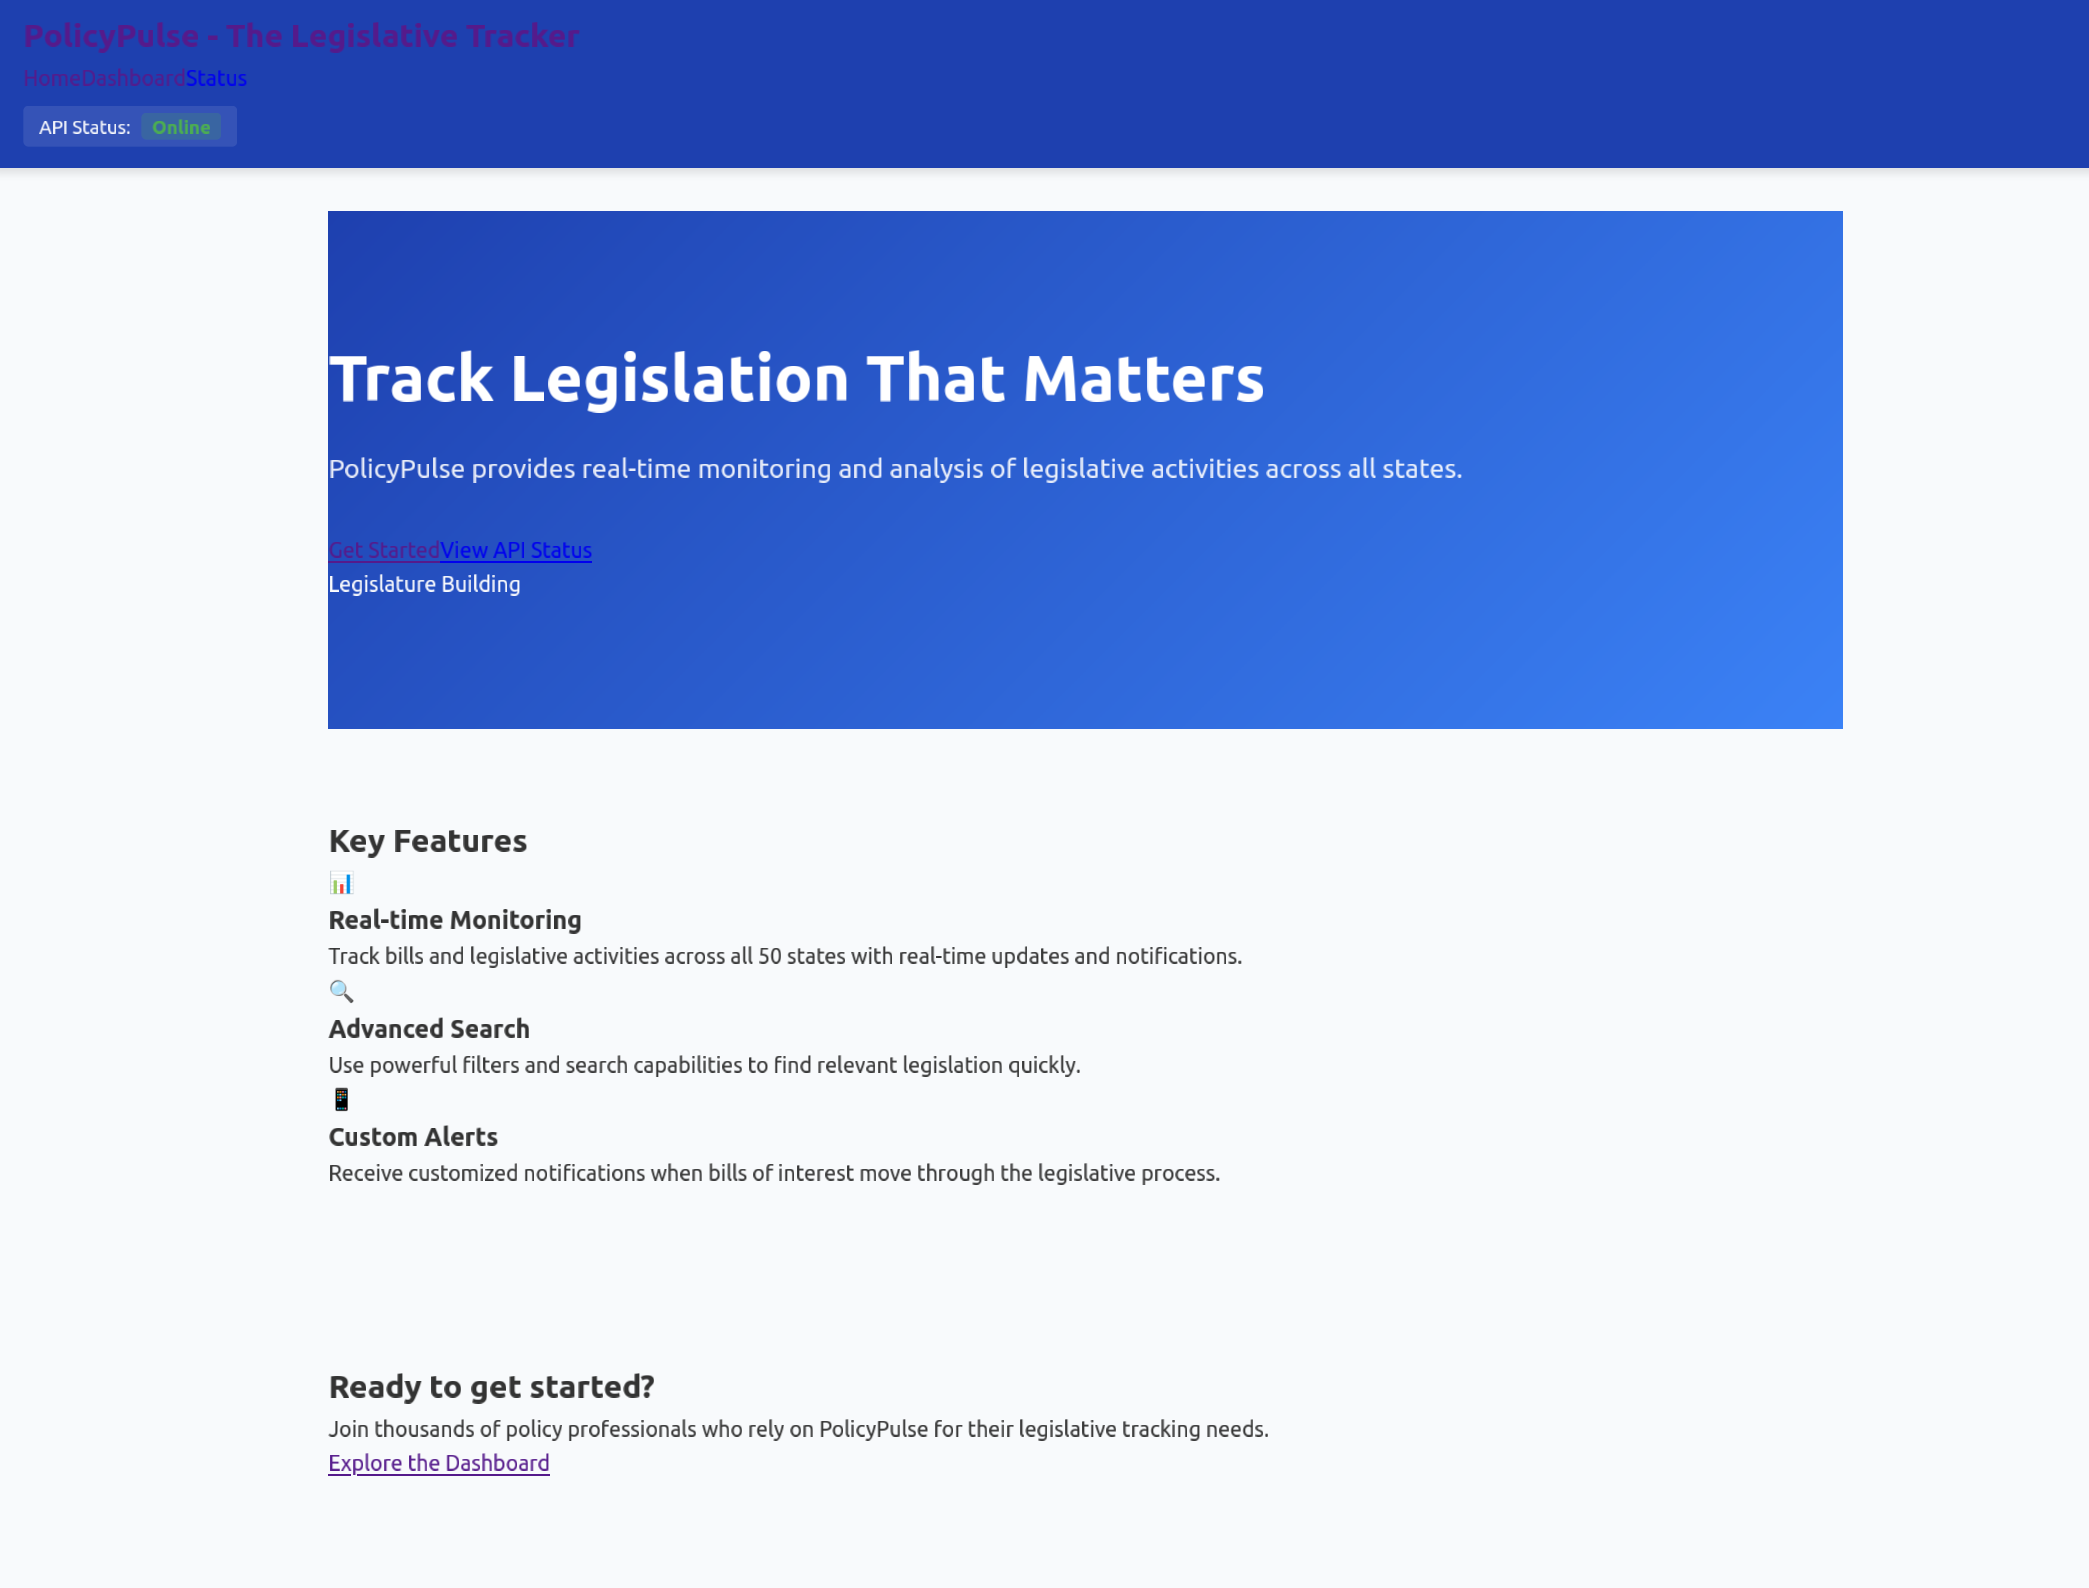 PolicyPulse - The Legislative Tracker
HomeDashboardStatus
API Status: Online
Track Legislation That Matters
PolicyPulse provides real-time monitoring and analysis of legislative activities across all states.
Get StartedView API Status
Legislature Building
Key Features
Real-time Monitoring
Track bills and legislative activities across all 50 states with real-time updates and notifications.
Advanced Search
Use powerful filters and search capabilities to find relevant legislation quickly.
Custom Alerts
Receive customized notifications when bills of interest move through the legislative process.
Ready to get started?
Join thousands of policy professionals who rely on PolicyPulse for their legislative tracking needs.
Explore the Dashboard